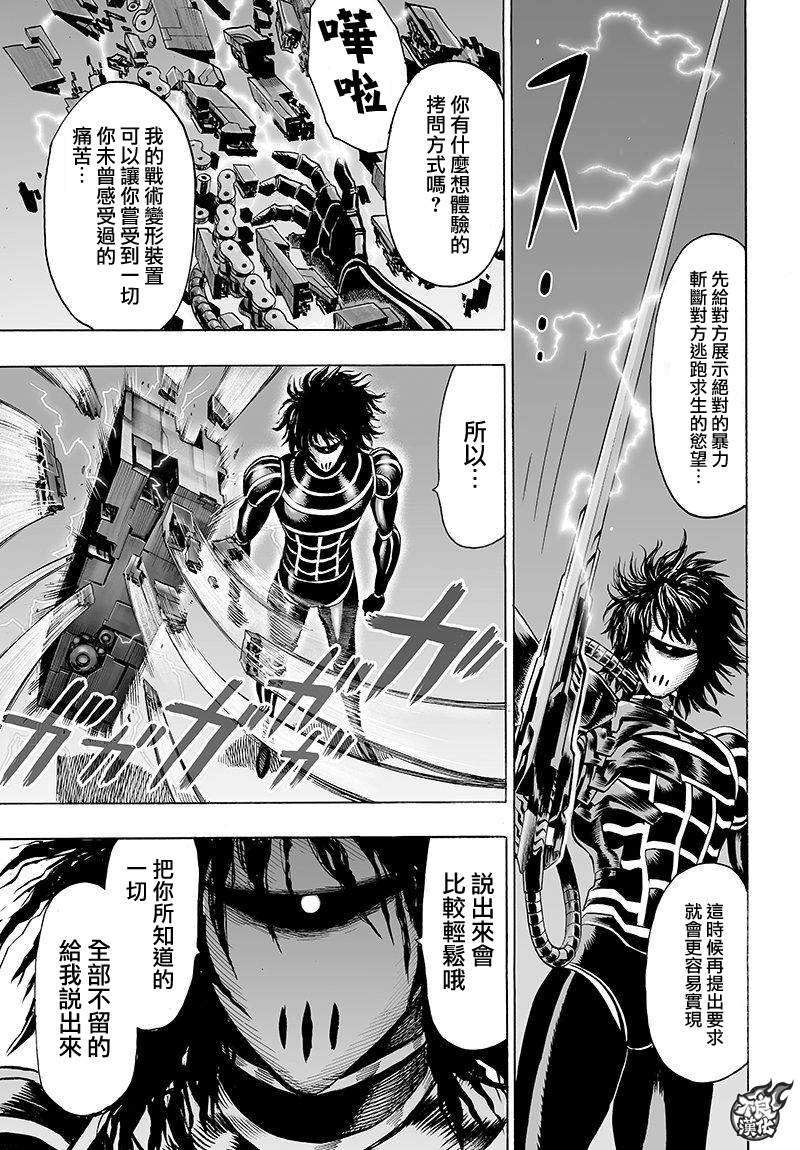 ス
…
先給對方展示絕對的暴力
斬斷對方逃跑求生的慾望…
這時候再提出要求
就會更容易實現
嘩啦
你有什麼想體驗的
拷問方式嗎？
我的戰術變形裝置
可以讓你嘗受到一切
你未曾感受過的
痛苦…
所以…
ガガガガガ
說出來會
比較輕鬆哦
把你所知道的
一切
全部不留的
給我説出來
狼漢化